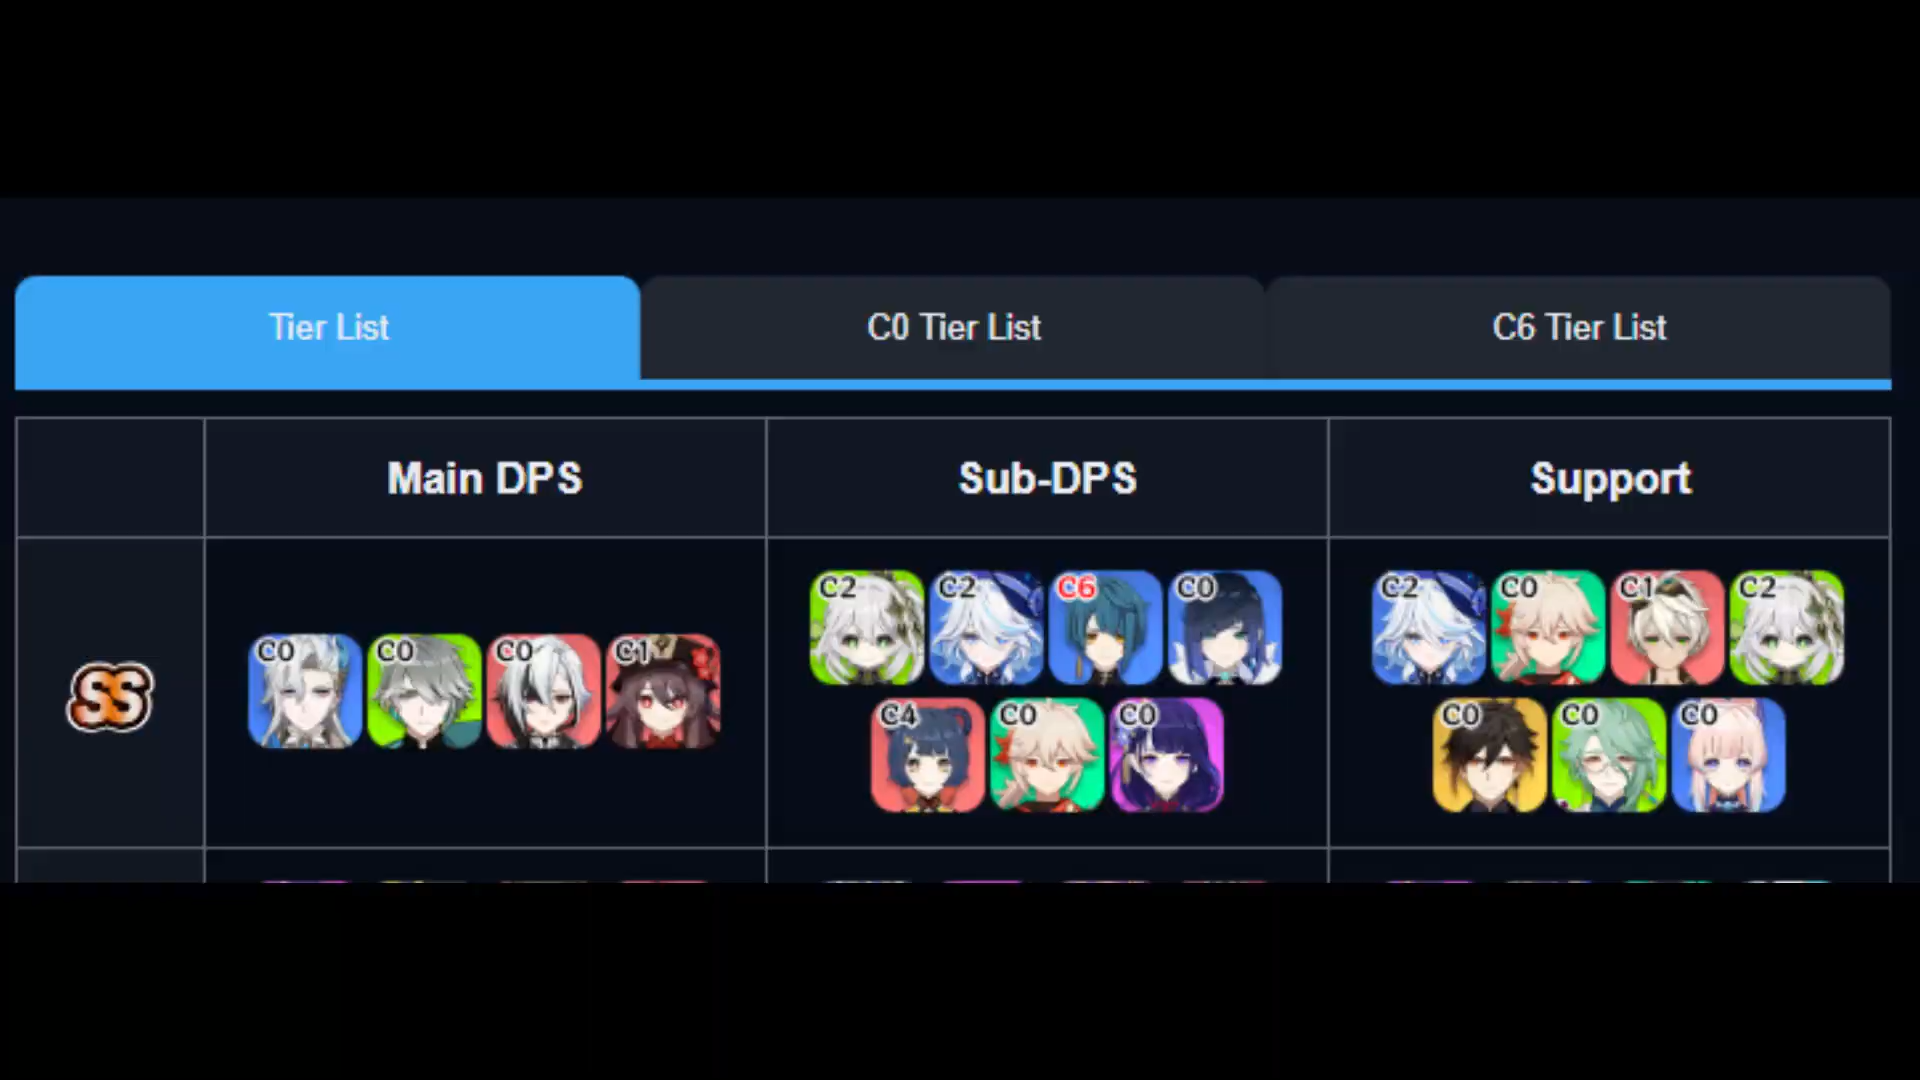 Tier List C0 Tier List C6 Tier List
Main DPS Sub-DPS Support
SS
C0 C0 C0 C1
C2 C2 C6 C0
C4 C0 C0
C2 C0 C1 C2
C0 C0 C0